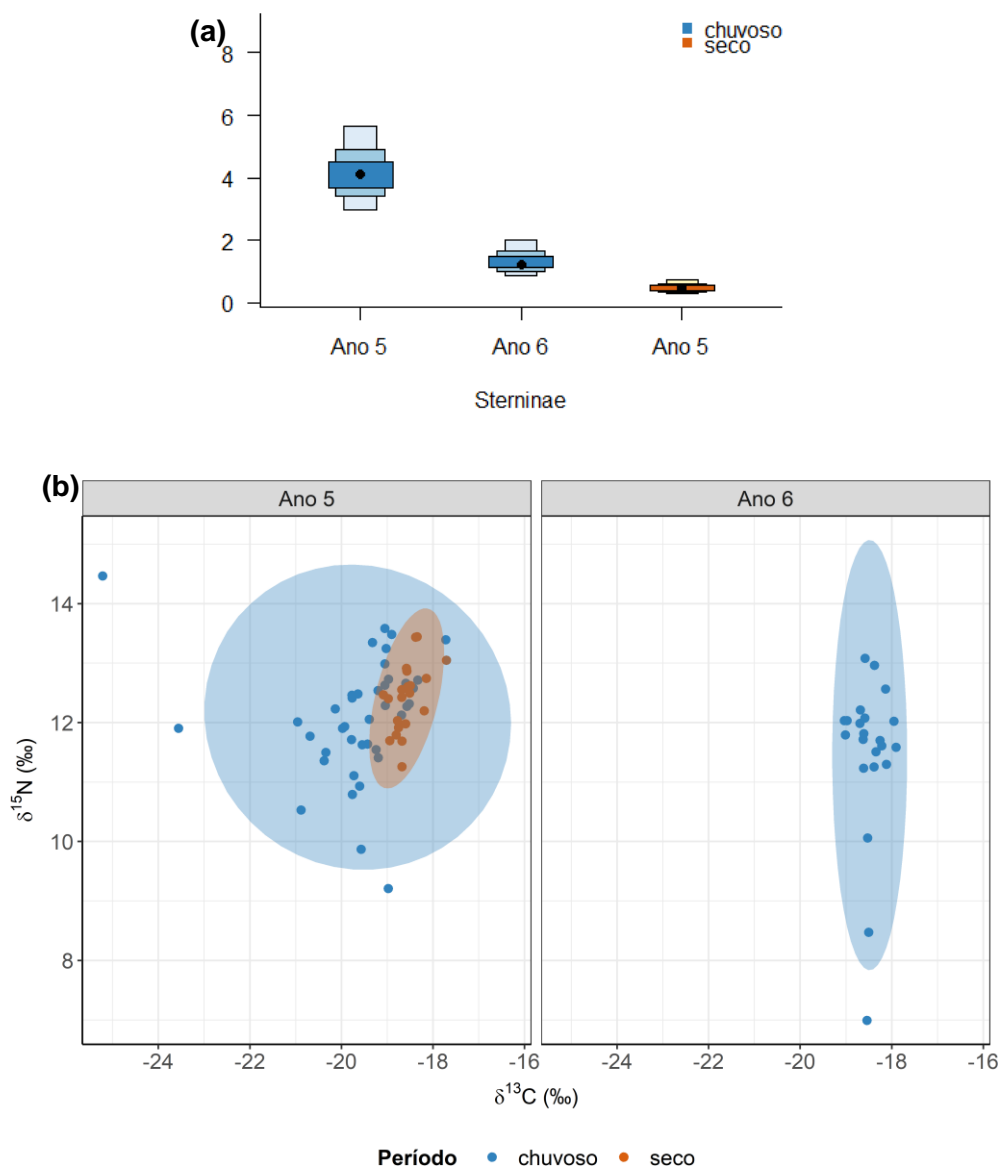 (a)
chuvoso
seco
8
6
4
2
0
Ano 5 Ano 6 Ano 5
Sterninae
(b)
Ano 5 Ano 6
14
12
10
8
δ15N (‰)
-24 -22 -20 -18 -16 -24 -22 -20 -18 -16
δ13C (‰)
Período chuvoso seco